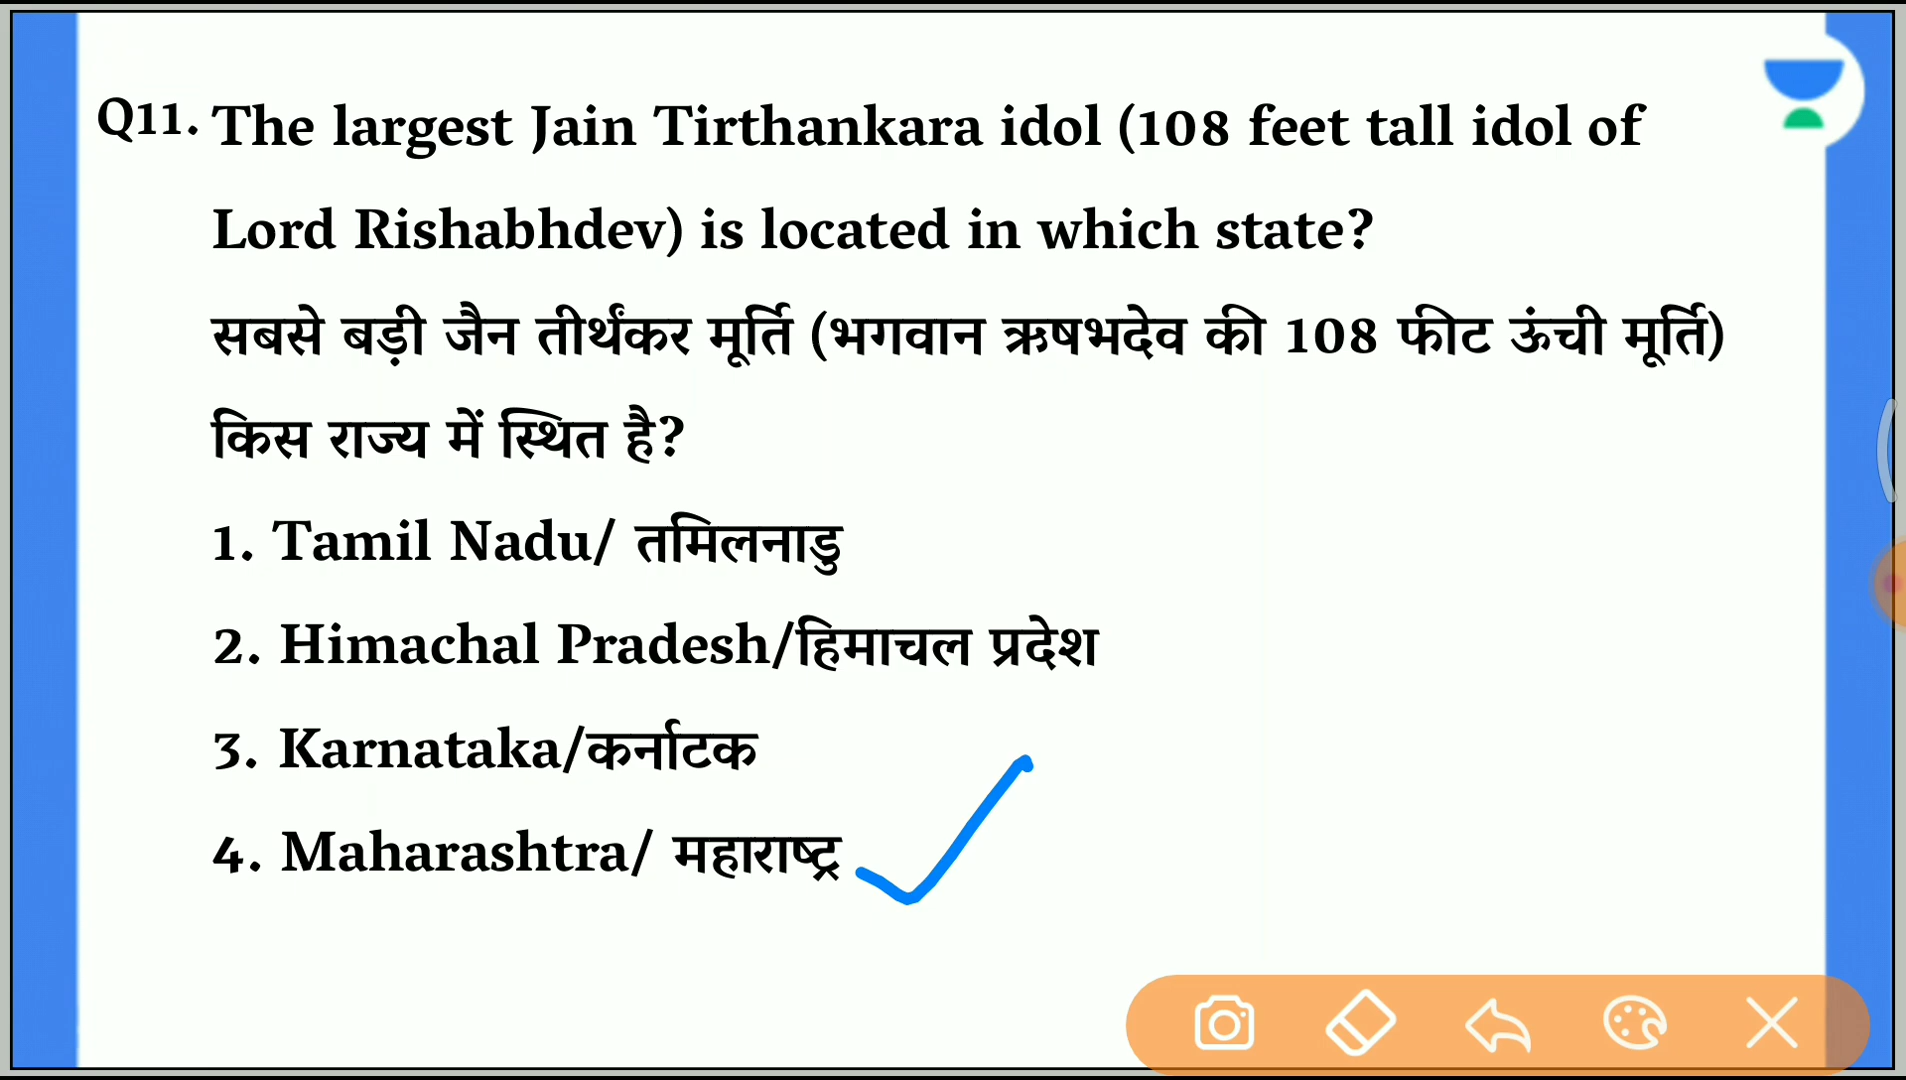 Q11. The largest Jain Tirthankara idol (108 feet tall idol of
Lord Rishabhdev) is located in which state?
सबसे बड़ी जैन तीर्थंकर मूर्ति (भगवान ऋषभदेव की 108 फीट ऊंची मूर्ति)
किस राज्य में स्थित है?
1. Tamil Nadu/ तमिलनाडु
2. Himachal Pradesh/हिमाचल प्रदेश
3. Karnataka/कर्नाटक
4. Maharashtra/ महाराष्ट्र